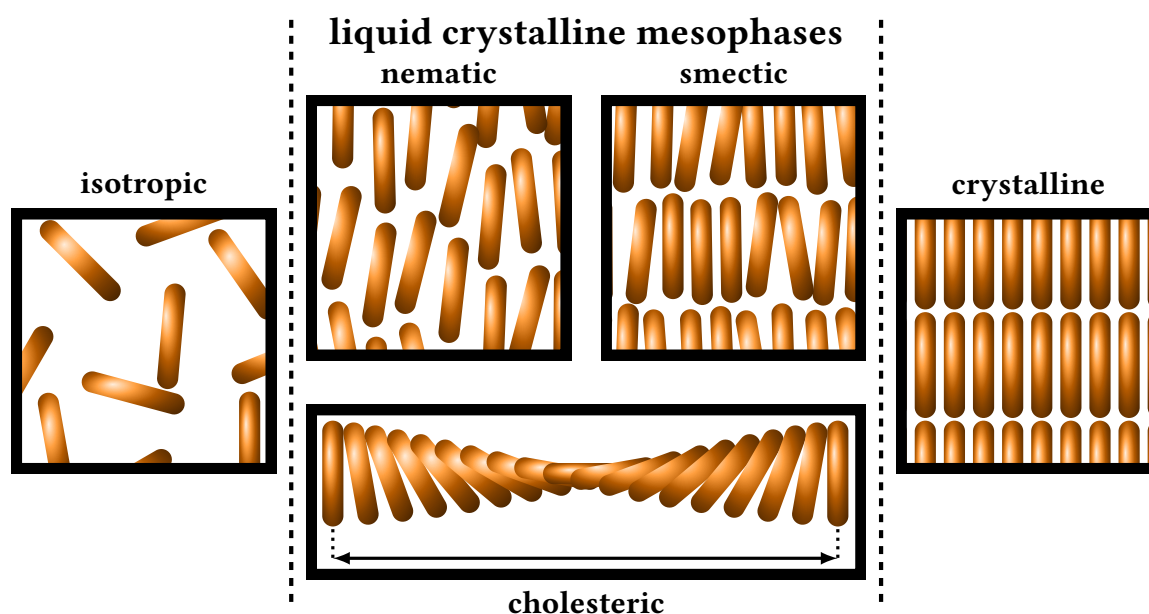 liquid crystalline mesophases
nematic
smectic
isotropic
crystalline
cholesteric